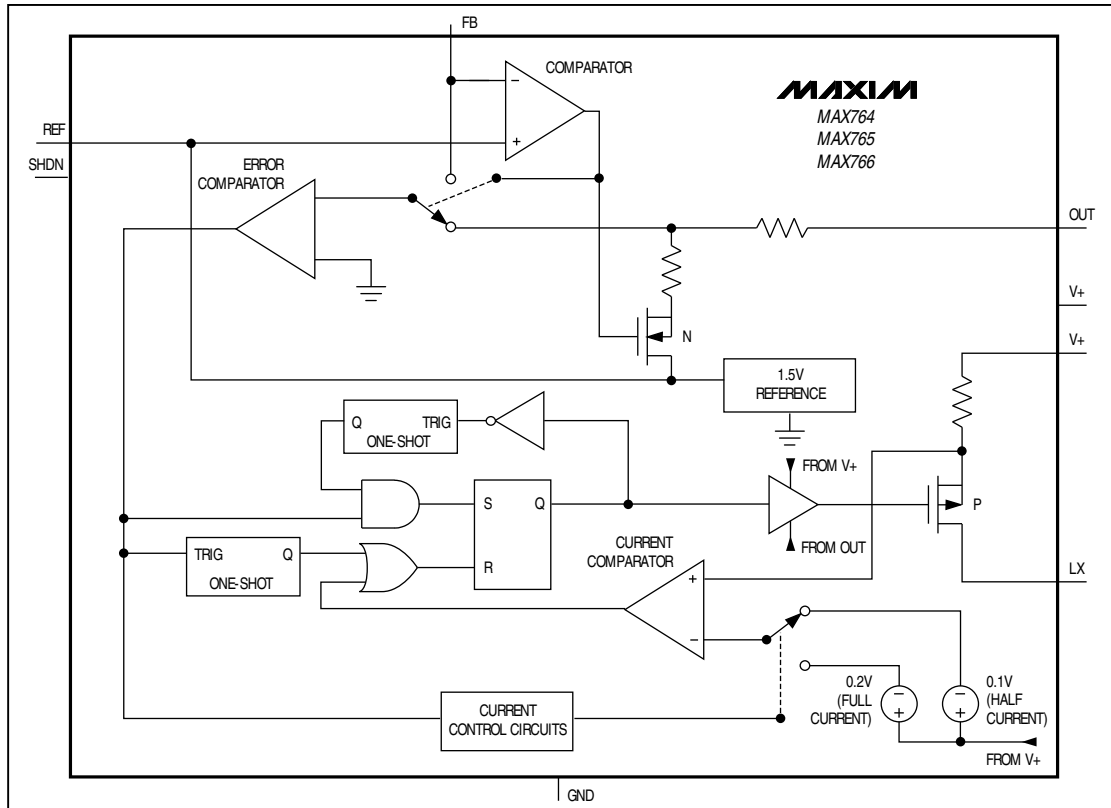 FB
COMPARATOR
−
+
MAXIM
MAX764
MAX765
MAX766
REF
SHDN
ERROR
COMPARATOR
OUT
V+
V+
N
1.5V
REFERENCE
Q TRIG
ONE-SHOT
FROM V+
S Q
R
P
FROM OUT
TRIG Q
ONE-SHOT
CURRENT
COMPARATOR
+
−
LX
CURRENT
CONTROL CIRCUITS
0.2V
(FULL
CURRENT)
−
+
0.1V
(HALF
CURRENT)
−
+
FROM V+
GND